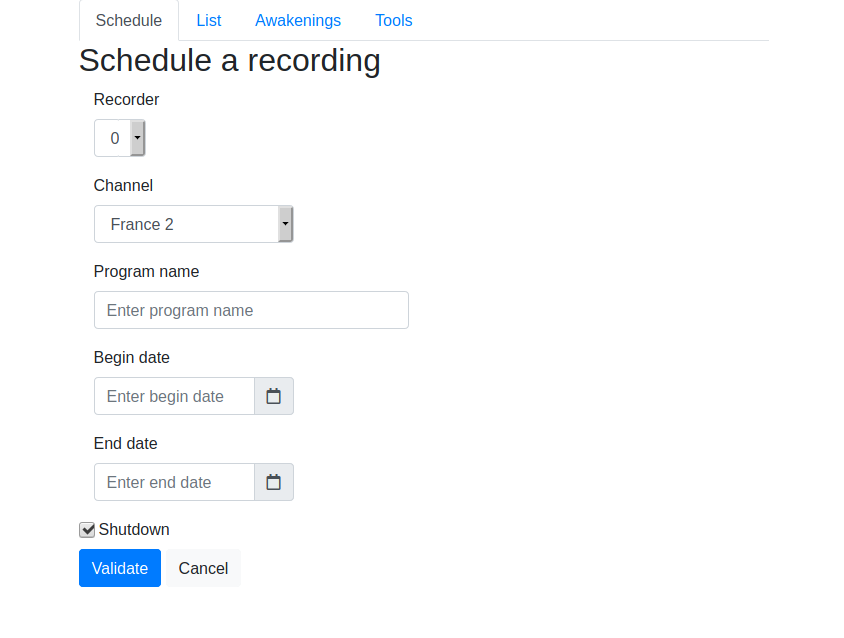 Schedule List Awakenings Tools
Schedule a recording
Recorder
0
Channel
France 2
Program name
Enter program name
Begin date
Enter begin date
End date
Enter end date
Shutdown
Validate Cancel